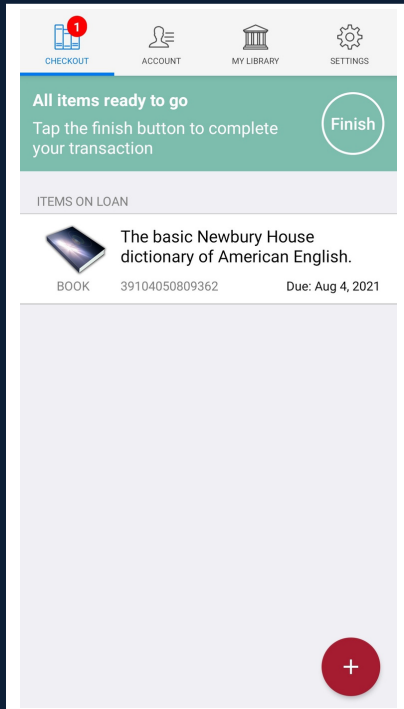 1
CHECKOUT
ACCOUNT
MY LIBRARY
SETTINGS
All items ready to go
Tap the finish button to complete
your transaction
Finish
ITEMS ON LOAN
The basic Newbury House
dictionary of American English.
BOOK
39104050809362
Due: Aug 4, 2021
+